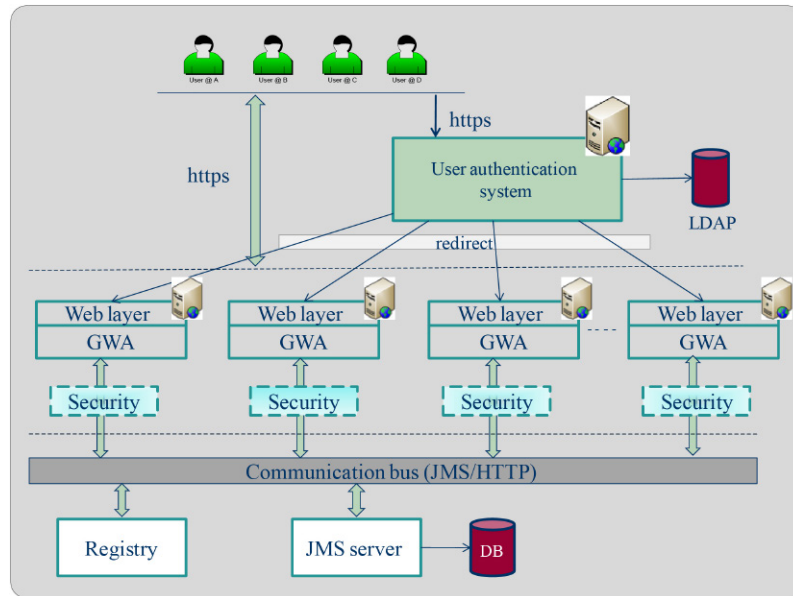 User @ A
User @ B
User @ C
User @ D
https
https
User authentication
system
LDAP
redirect
Web layer
GWA
Web layer
GWA
Web layer
GWA
Web layer
GWA
Security
Security
Security
Security
Communication bus (JMS/HTTP)
Registry
JMS server
DB